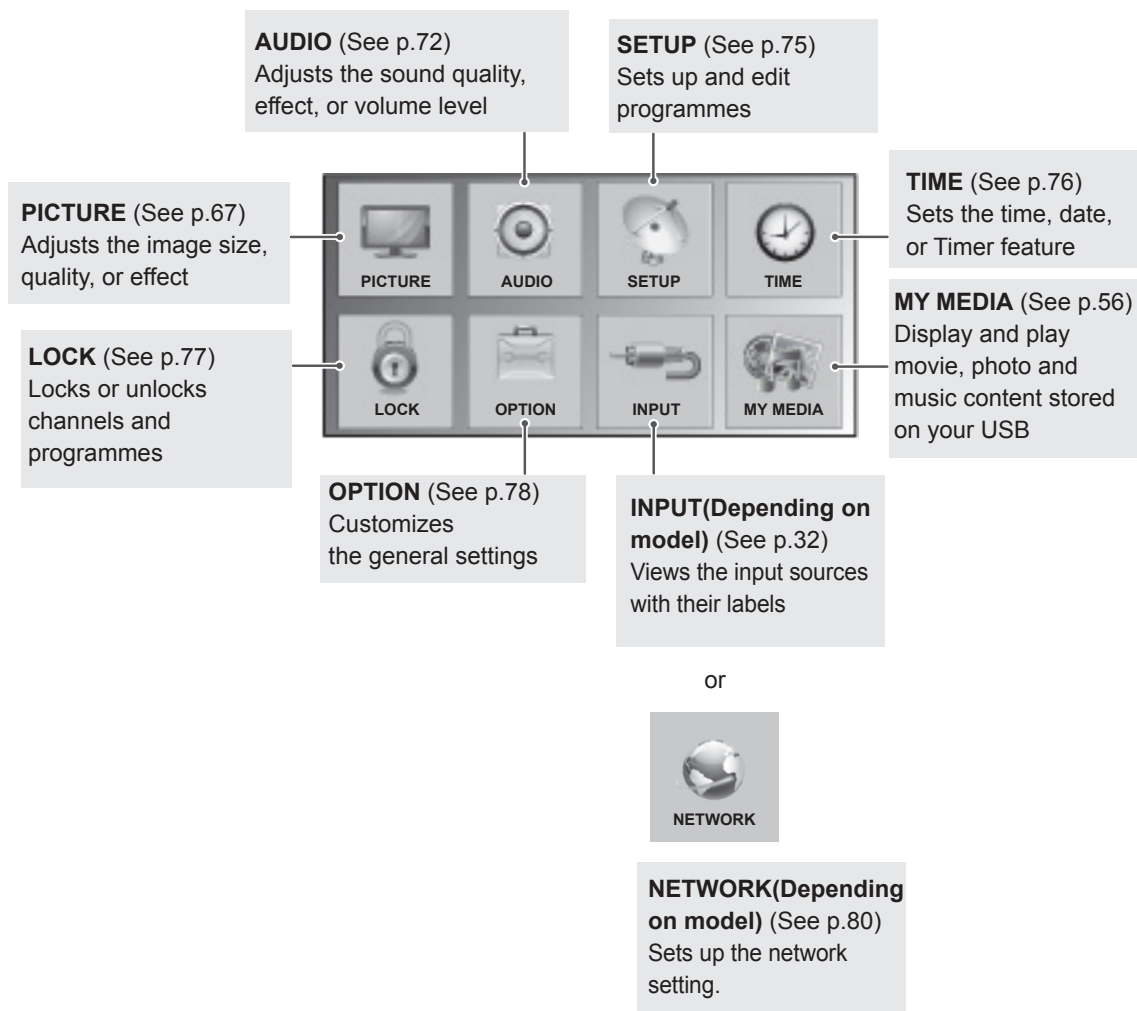 AUDIO (See p.72)
Adjusts the sound quality,
effect, or volume level
SETUP (See p.75)
Sets up and edit
programmes
PICTURE (See p.67)
Adjusts the image size,
quality, or effect
TIME (See p.76)
Sets the time, date,
or Timer feature
PICTURE
AUDIO
SETUP
TIME
LOCK (See p.77)
Locks or unlocks
channels and
programmes
MY MEDIA (See p.56)
Display and play
movie, photo and
music content stored
on your USB
LOCK
OPTION
INPUT
MY MEDIA
OPTION (See p.78)
Customizes
the general settings
INPUT(Depending on
model) (See p.32)
Views the input sources
with their labels
or
NETWORK
NETWORK(Depending
on model) (See p.80)
Sets up the network
setting.